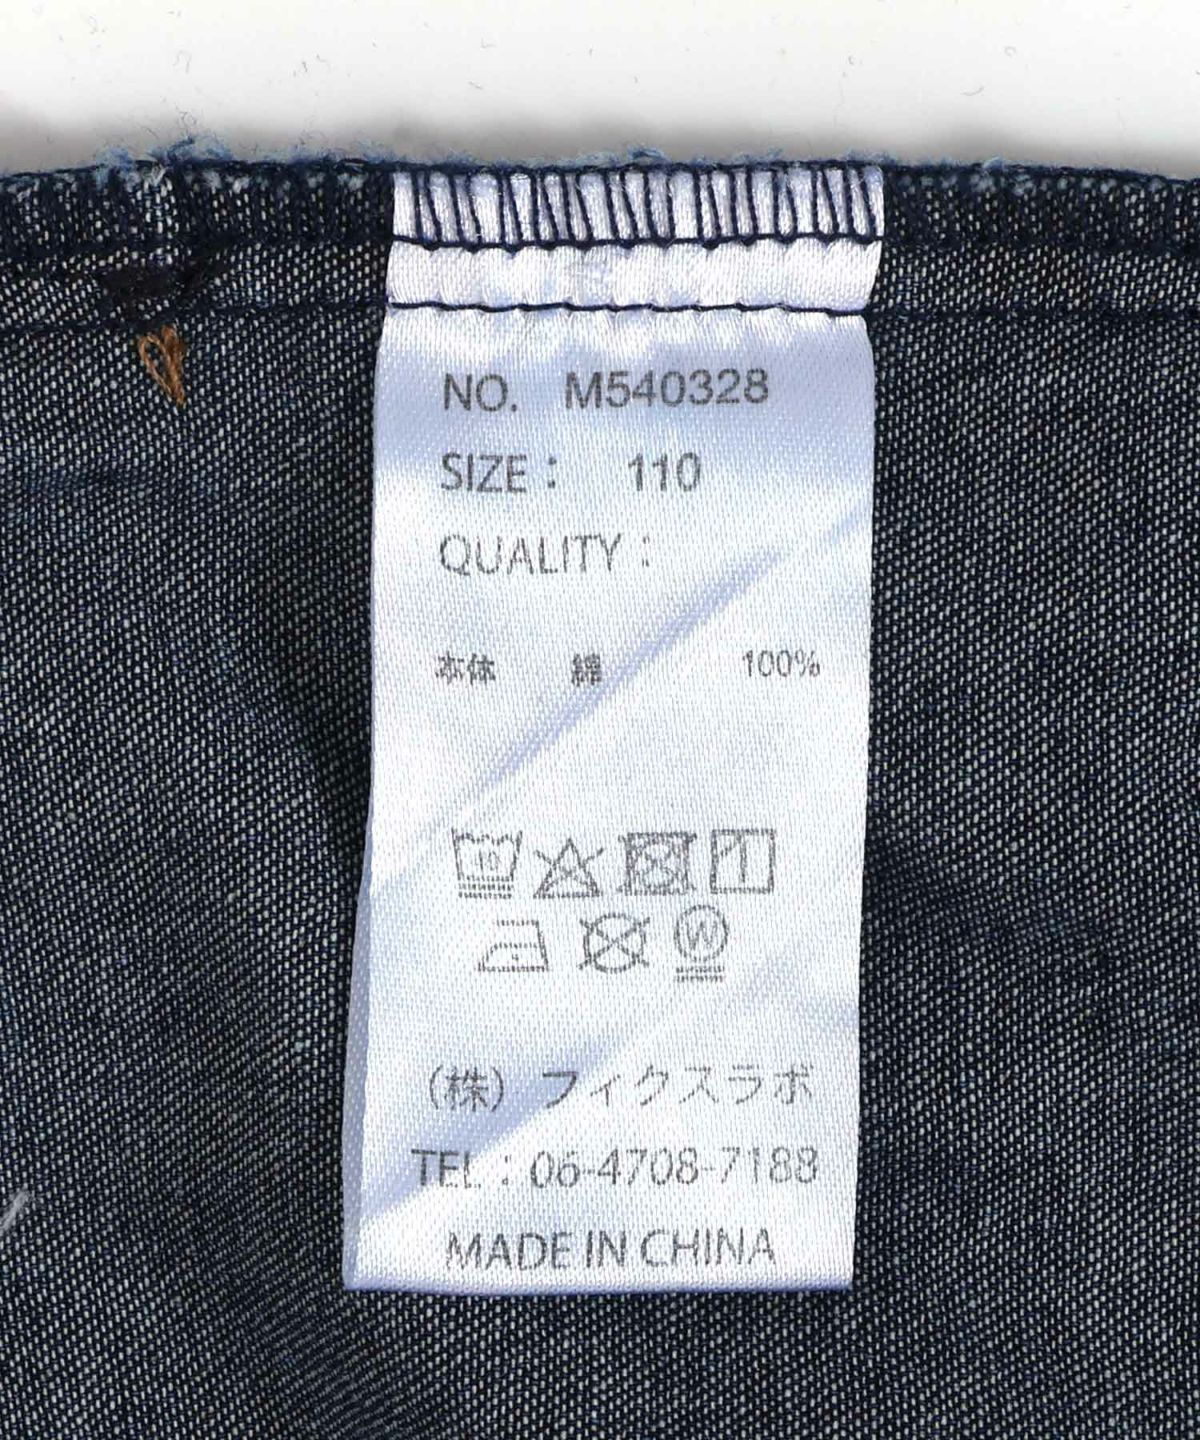 NO. M540328
SIZE： 110
QUALITY：
本体 綿 100%
40
W
(株) フィクスラボ
TEL：06-4708-7188
MADE IN CHINA